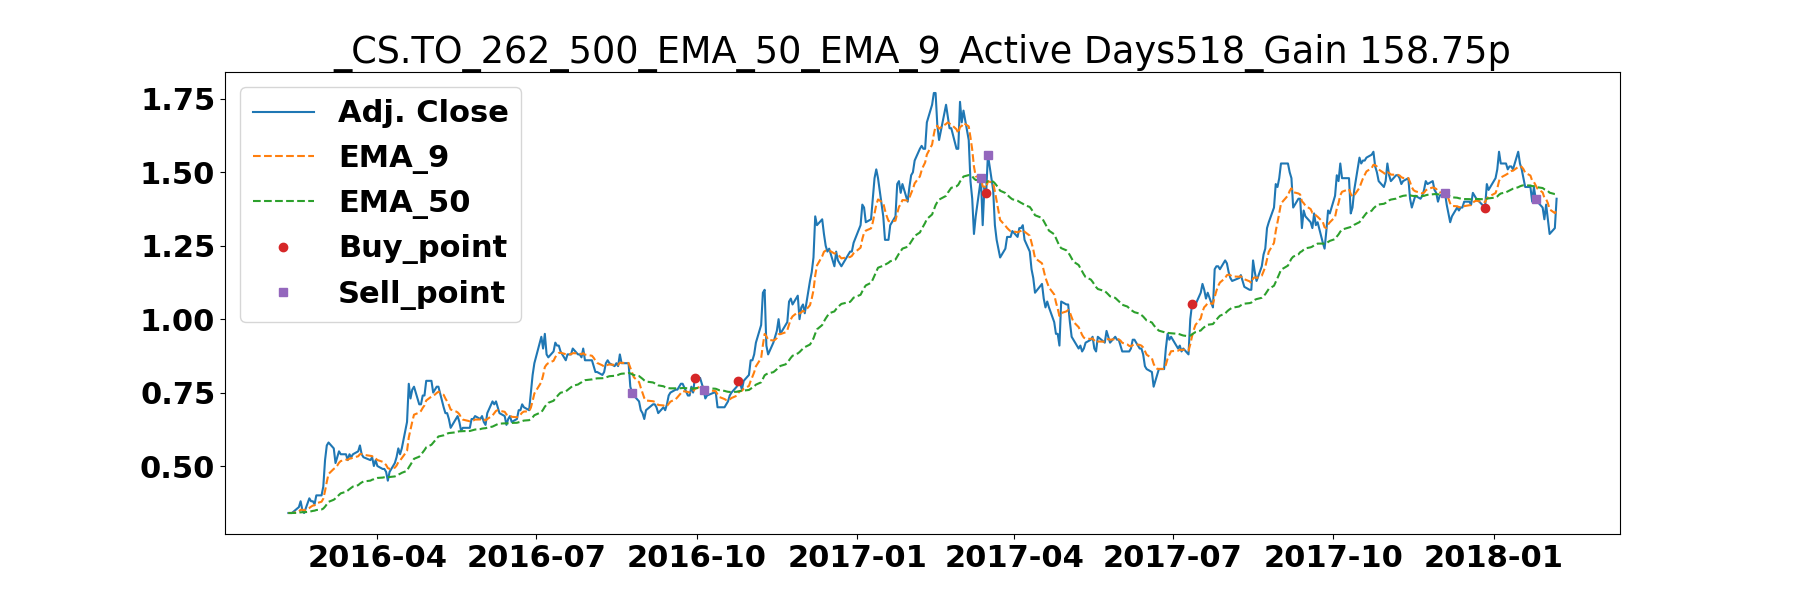 _CS.TO_262_500_EMA_50_EMA_9_Active Days518_Gain 158.75p
1.75
1.50
1.25
1.00
0.75
0.50
Adj. Close
EMA_9
EMA_50
Buy_point
Sell_point
2016-04 2016-07 2016-10 2017-01 2017-04 2017-07 2017-10 2018-01